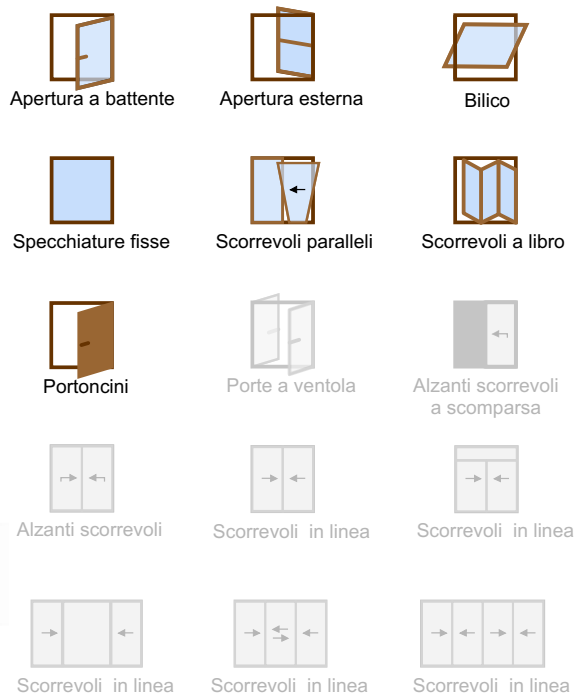 Apertura a battente
Apertura esterna
Bilico
Specchiature fisse
Scorrevoli paralleli
Scorrevoli a libro
Portoncini
Porte a ventola
Alzanti scorrevoli
a scomparsa
Alzanti scorrevoli
Scorrevoli in linea
Scorrevoli in linea
Scorrevoli in linea
Scorrevoli in linea
Scorrevoli in linea